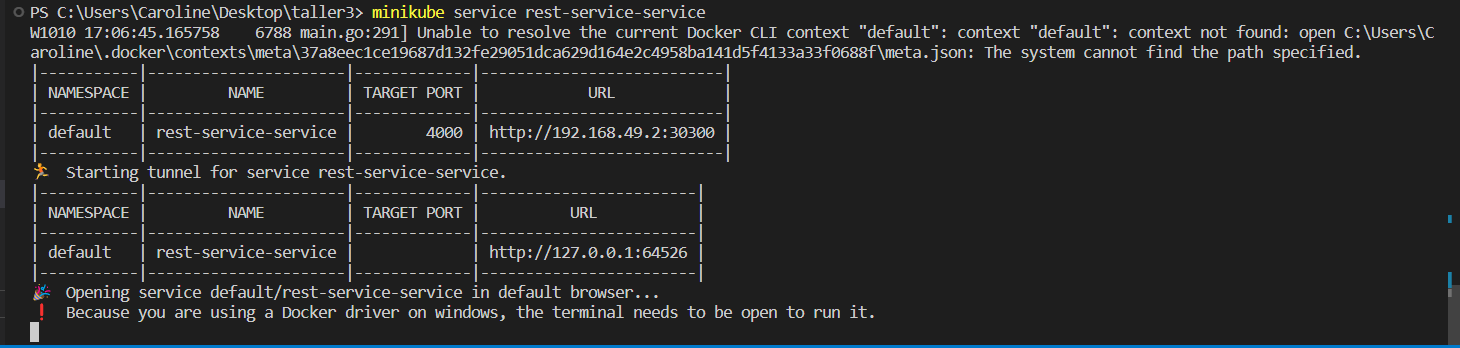 PS C:\Users\Caroline\Desktop\taller3> minikube service rest-service-service
W1010 17:06:45.165758    6788 main.go:291] Unable to resolve the current Docker CLI context "default": context "default": context not found: open C:\Users\C
aroline\.docker\contexts\meta\37a8eec1ce19687d132fe29051dca629d164e2c4958ba141d5f4133a33f0688f\meta.json: The system cannot find the path specified.
|-----------|----------------------|-------------|---------------------------|
| NAMESPACE |         NAME         | TARGET PORT |            URL            |
|-----------|----------------------|-------------|---------------------------|
| default   | rest-service-service |        4000 | http://192.168.49.2:30300 |
|-----------|----------------------|-------------|---------------------------|
🏃  Starting tunnel for service rest-service-service.
|-----------|----------------------|-------------|------------------------|
| NAMESPACE |         NAME         | TARGET PORT |          URL           |
|-----------|----------------------|-------------|------------------------|
| default   | rest-service-service |             | http://127.0.0.1:64526 |
|-----------|----------------------|-------------|------------------------|
🎉  Opening service default/rest-service-service in default browser...
❗  Because you are using a Docker driver on windows, the terminal needs to be open to run it.